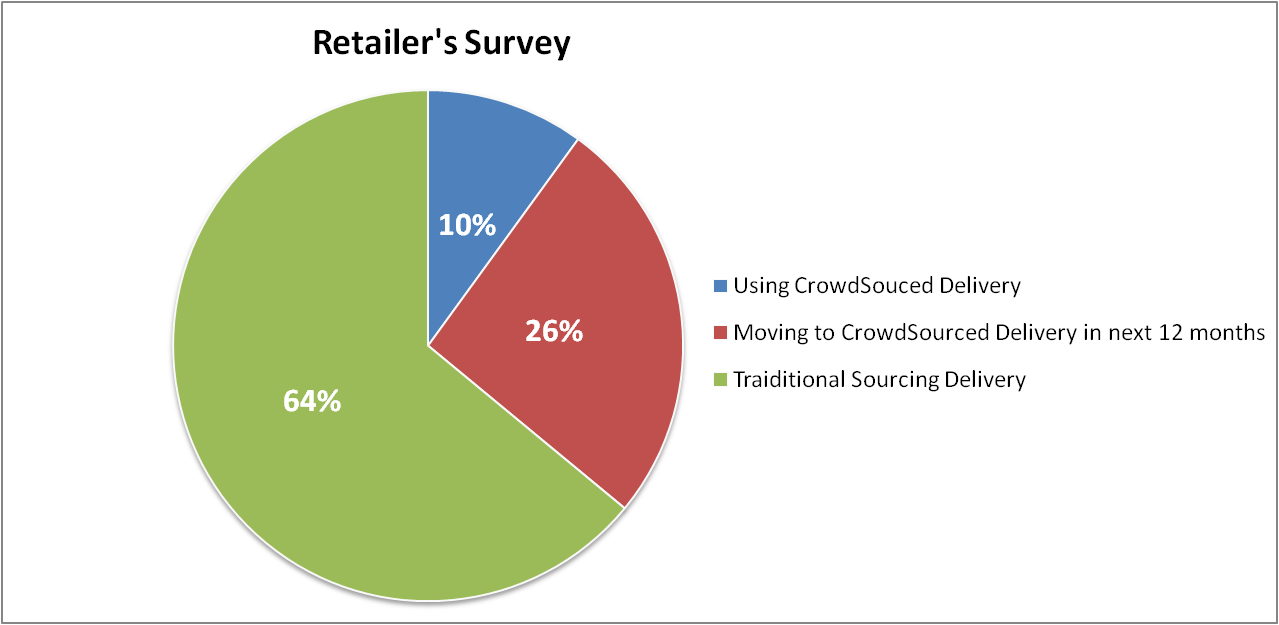 Retailer's Survey
10%
26%
64%
Using CrowdSouced Delivery
Moving to CrowdSourced Delivery in next 12 months
Traiditional Sourcing Delivery